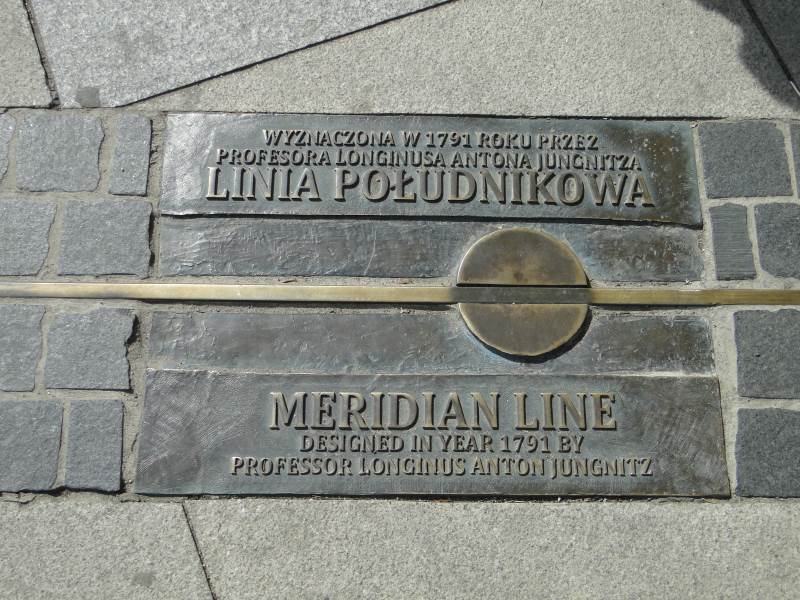 WYZNACZONA W 1791 ROKU PRZEZ
PROFESORA LONGINUSA ANTONA JUNGNITZA
LINIA POŁUDNIKOWA
MERIDIAN LINE
DESIGNED IN YEAR 1791 BY
PROFESSOR LONGINUS ANTON JUNGNITZ